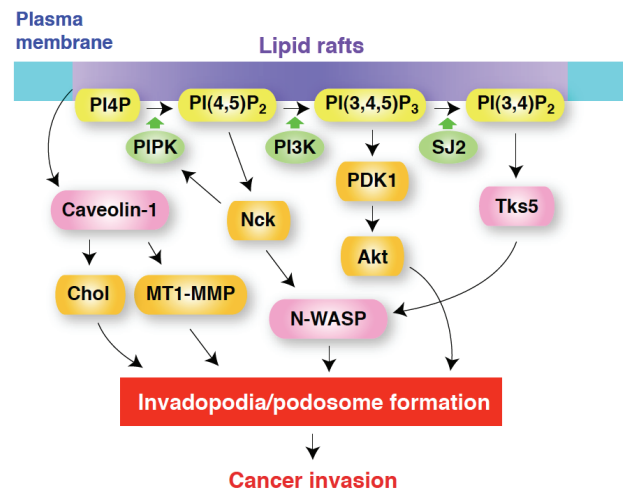 Plasma
membrane
Lipid rafts
PI4P
PI(4,5)P2
PI(3,4,5)P3
PI(3,4)P2
PIPK
PI3K
SJ2
PDK1
Caveolin-1
Nck
Tks5
Akt
Chol
MT1-MMP
N-WASP
Invadopodia/podosome formation
Cancer invasion